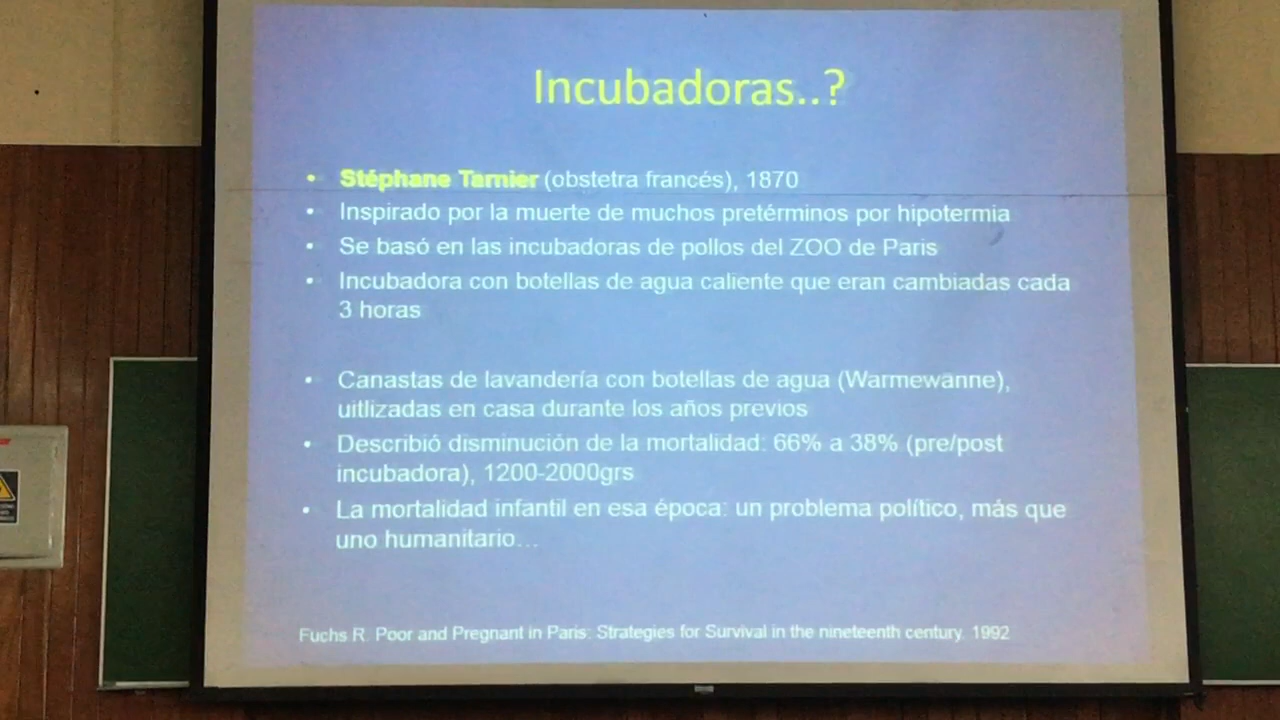 Incubadoras..?
• Stéphane Tarnier (obstetra francés), 1870
• Inspirado por la muerte de muchos pretérminos por hipotermia
• Se basó en las incubadoras de pollos del ZOO de Paris
• Incubadora con botellas de agua caliente que eran cambiadas cada
3 horas
• Canastas de lavandería con botellas de agua (Warmewänne),
uitlizadas en casa durante los años previos
• Describió disminución de la mortalidad: 66% a 38% (pre/post
incubadora), 1200-2000grs
• La mortalidad infantil en esa época: un problema político, más que
uno humanitario...
Fuchs R. Poor and Pregnant in Paris: Strategies for Survival in the nineteenth century. 1992